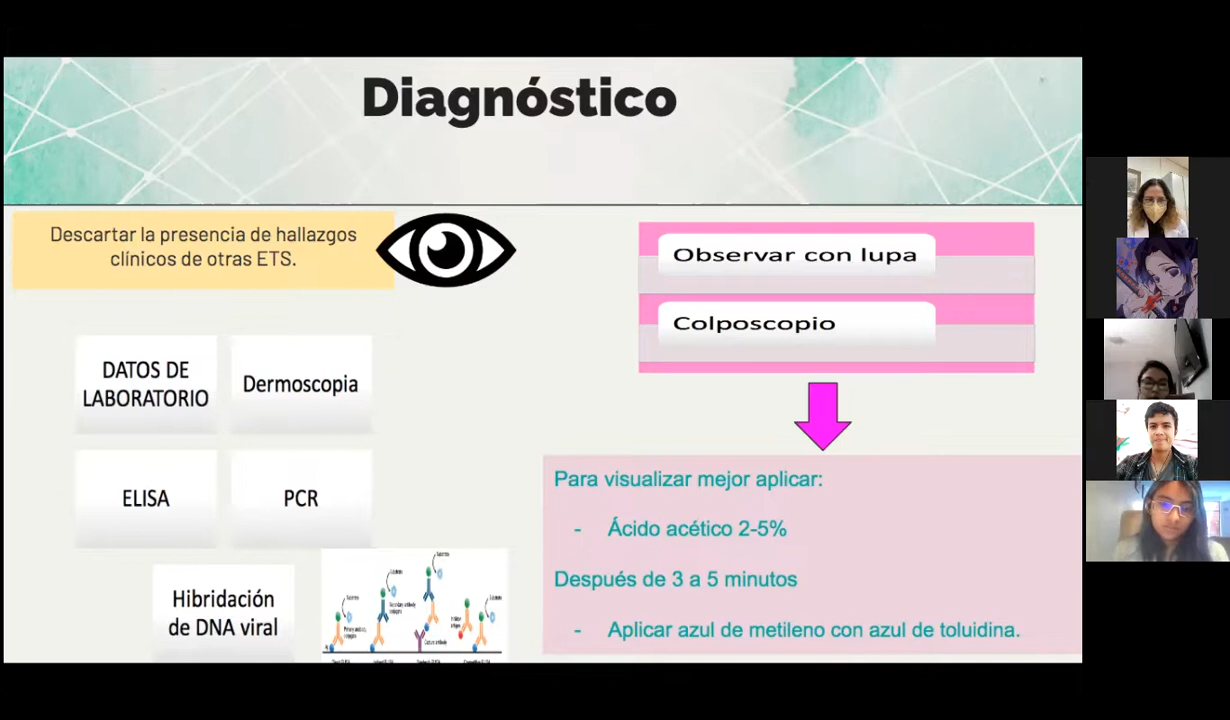 Diagnóstico
Descartar la presencia de hallazgos
clínicos de otras ETS.
DATOS DE
LABORATORIO
Dermoscopia
ELISA
PCR
Hibridación
de DNA viral
Observar con lupa
Colposcopio
Para visualizar mejor aplicar:
- Ácido acético 2-5%
Después de 3 a 5 minutos
- Aplicar azul de metileno con azul de toluidina.